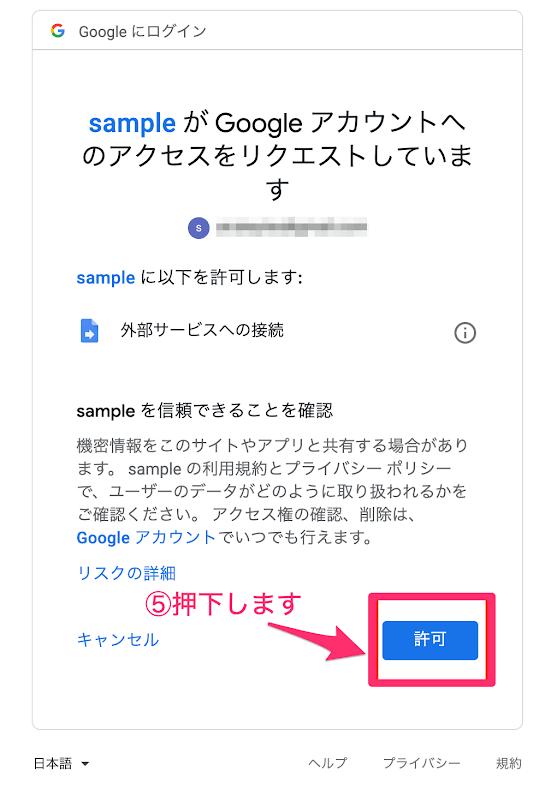 Google にログイン
sample が Google アカウントへ
のアクセスをリクエストしていま
す
s
sample に以下を許可します:
外部サービスへの接続
sample を信頼できることを確認
機密情報をこのサイトやアプリと共有する場合があり
ます。 sample の利用規約とプライバシー ポリシー
で、ユーザーのデータがどのように取り扱われるかを
ご確認ください。 アクセス権の確認、削除は、
Google アカウントでいつでも行えます。
リスクの詳細
⑤押下します
キャンセル
許可
日本語
ヘルプ
プライバシー
規約